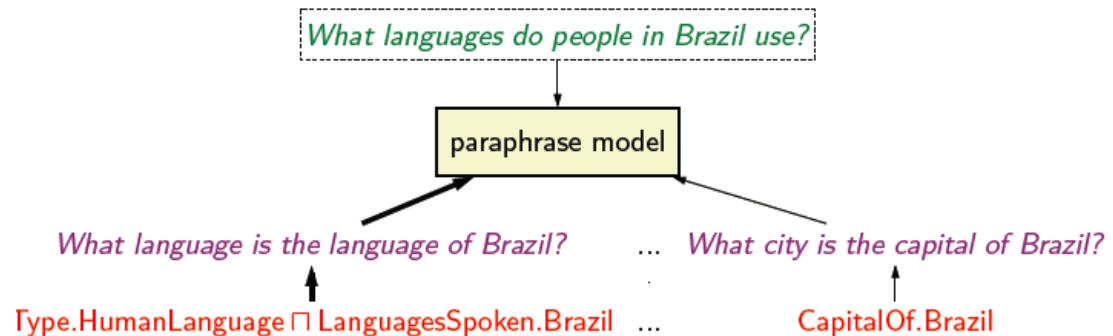 What languages do people in Brazil use?
paraphrase model
What language is the language of Brazil? ... What city is the capital of Brazil?
Type.HumanLanguage ⊓ LanguagesSpoken.Brazil ... CapitalOf.Brazil